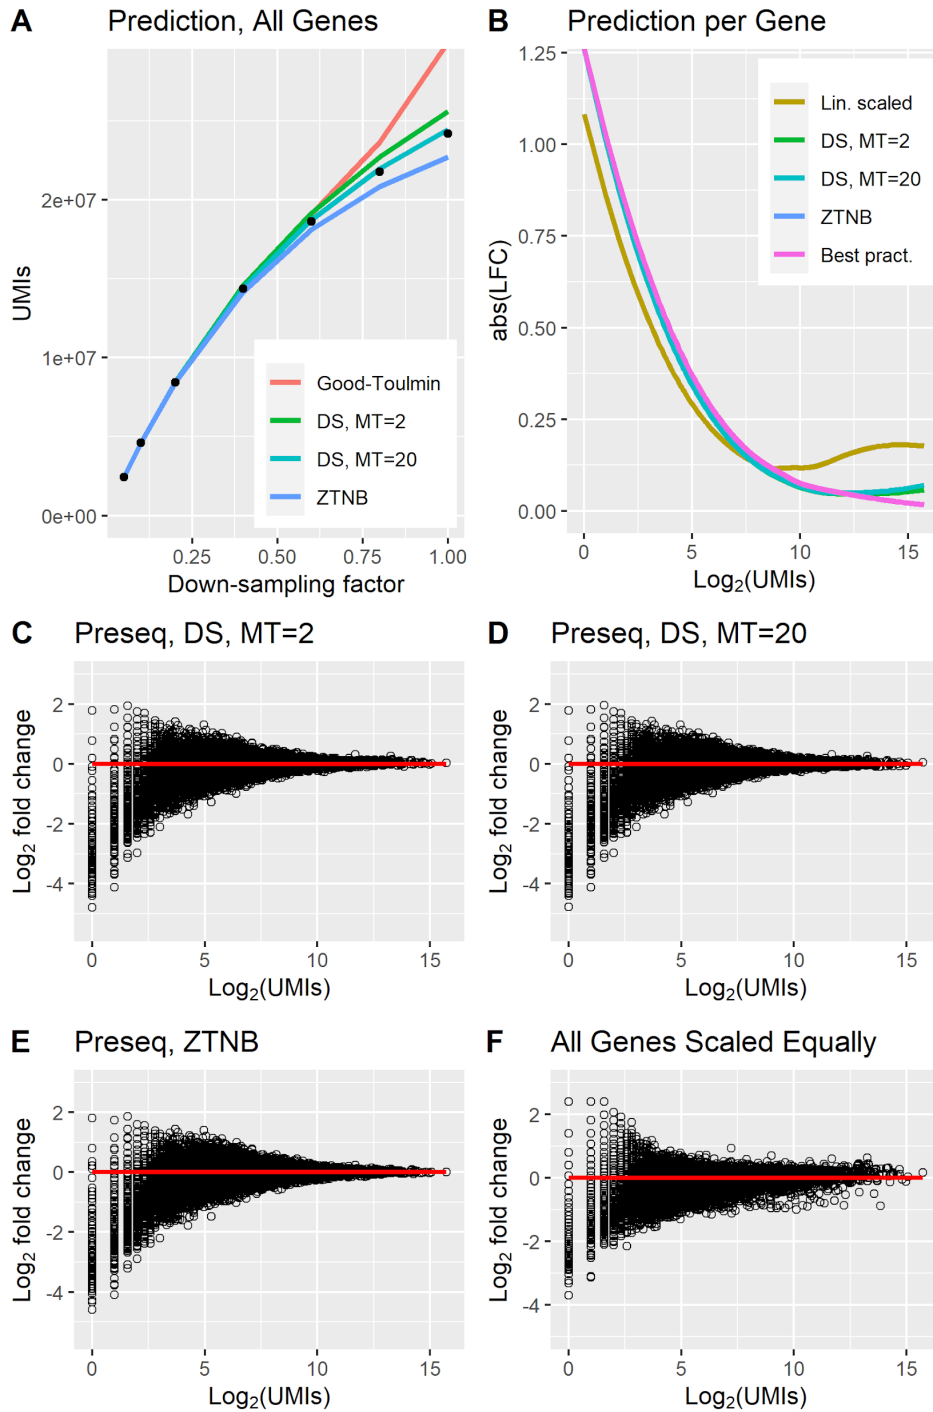 A Prediction, All Genes
UMIs
2e+07
1e+07
0e+00
0.25 0.50 0.75 1.00
Down-sampling factor
Good-Toulmin
DS, MT=2
DS, MT=20
ZTNB
B Prediction per Gene
abs(LFC)
1.25
1.00
0.75
0.50
0.25
0.00
0 5 10 15
Log₂(UMIs)
Lin. scaled
DS, MT=2
DS, MT=20
ZTNB
Best pract.
C Preseq, DS, MT=2
Log₂ fold change
2
0
-2
-4
0 5 10 15
Log₂(UMIs)
D Preseq, DS, MT=20
Log₂ fold change
2
0
-2
-4
0 5 10 15
Log₂(UMIs)
E Preseq, ZTNB
Log₂ fold change
2
0
-2
-4
0 5 10 15
Log₂(UMIs)
F All Genes Scaled Equally
Log₂ fold change
2
0
-2
-4
0 5 10 15
Log₂(UMIs)